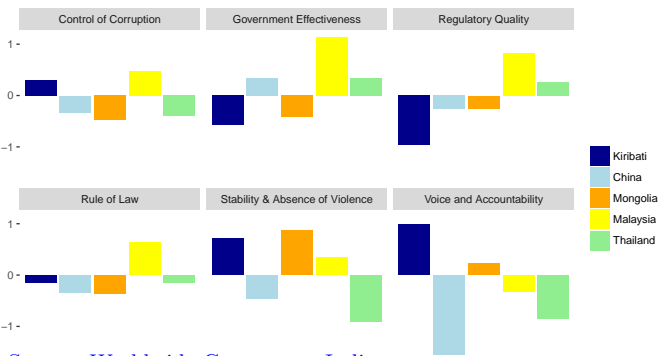 Control of Corruption Government Effectiveness Regulatory Quality
1
0
−1
Rule of Law Stability & Absence of Violence Voice and Accountability
1
0
−1
Kiribati
China
Mongolia
Malaysia
Thailand